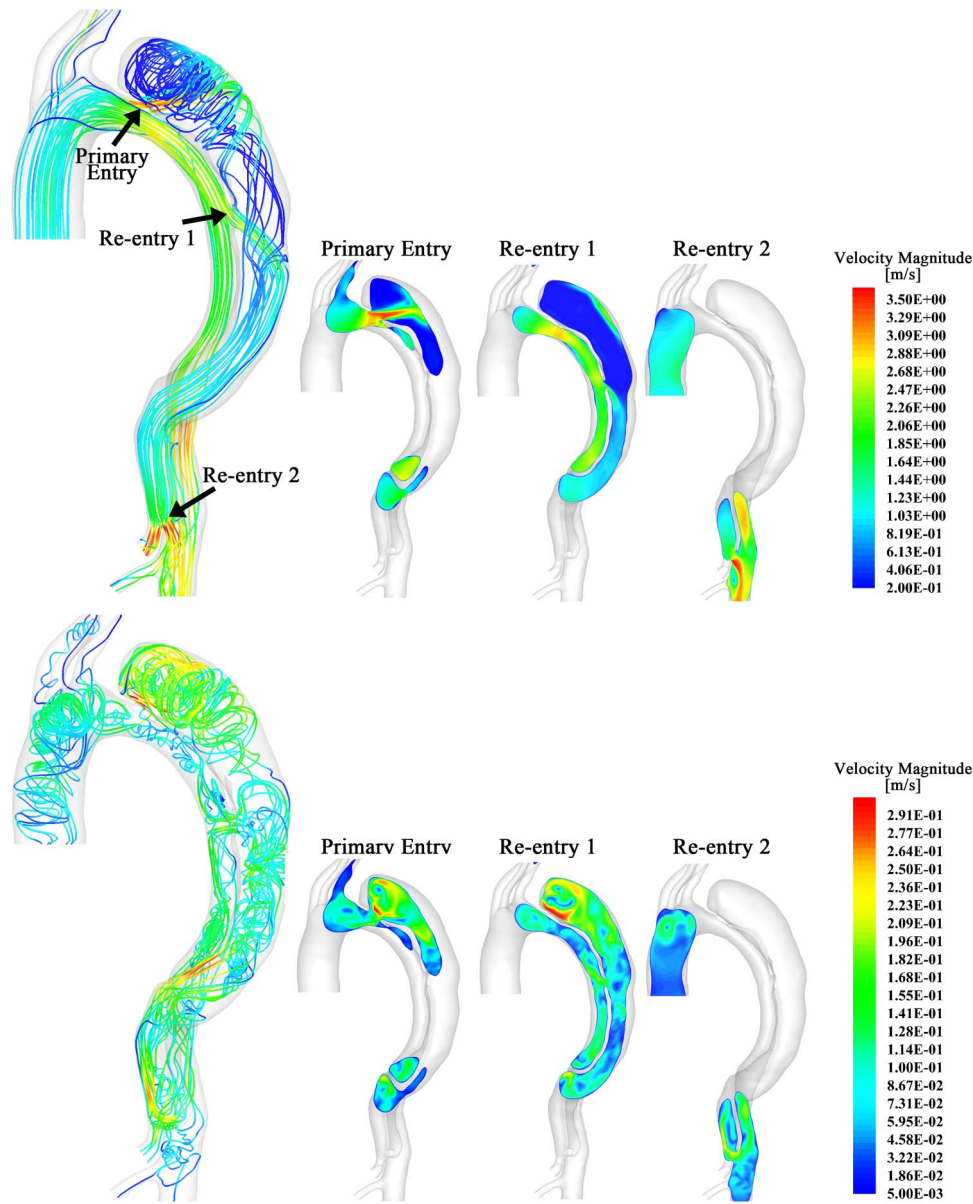 Primary
Entry
Re-entry 1
Re-entry 2
Primary Entry
Re-entry 1
Re-entry 2
Velocity Magnitude
[m/s]
3.50E+00
3.30E+00
3.09E+00
2.88E+00
2.68E+00
2.47E+00
2.26E+00
2.06E+00
1.85E+00
1.64E+00
1.44E+00
1.23E+00
1.03E+00
8.19E-01
6.13E-01
4.06E-01
2.00E-01
Primary Entry
Re-entry 1
Re-entry 2
Velocity Magnitude
[m/s]
2.91E-01
2.77E-01
2.64E-01
2.50E-01
2.36E-01
2.23E-01
2.09E-01
1.96E-01
1.82E-01
1.68E-01
1.55E-01
1.41E-01
1.28E-01
1.14E-01
1.00E-01
8.67E-02
7.31E-02
5.95E-02
4.58E-02
3.22E-02
1.86E-02
5.00E-03